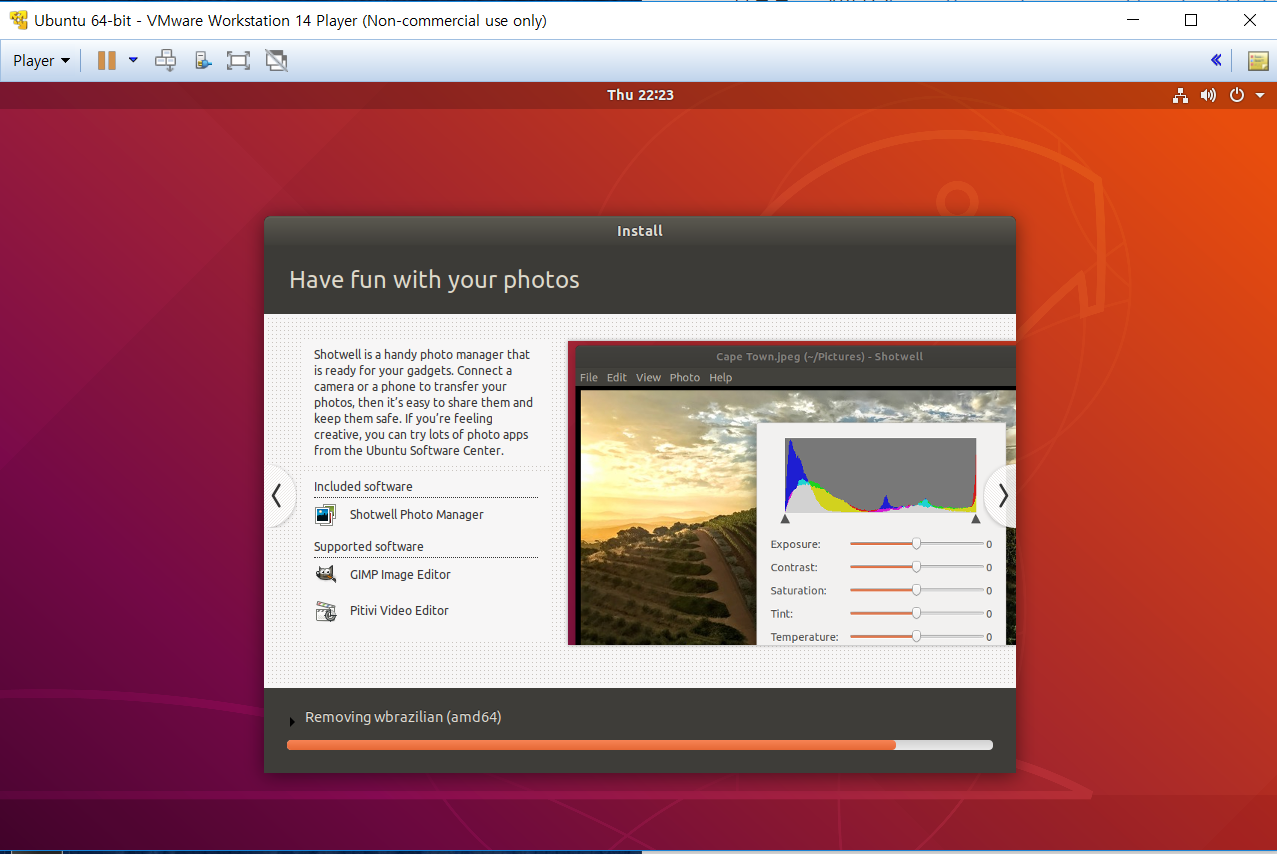 Ubuntu 64-bit - VMware Workstation 14 Player (Non-commercial use only)
Player
Thu 22:23
Install
Have fun with your photos
Shotwell is a handy photo manager that
is ready for your gadgets. Connect a
camera or a phone to transfer your
photos, then it's easy to share them and
keep them safe. If you're feeling
creative, you can try lots of photo apps
from the Ubuntu Software Center.
Included software
Shotwell Photo Manager
Supported software
GIMP Image Editor
Pitivi Video Editor
Cape Town.jpeg (~/Pictures) - Shotwell
File Edit View Photo Help
Exposure: 0
Contrast: 0
Saturation: 0
Tint: 0
Temperature: 0
Removing wbrazilian (amd64)